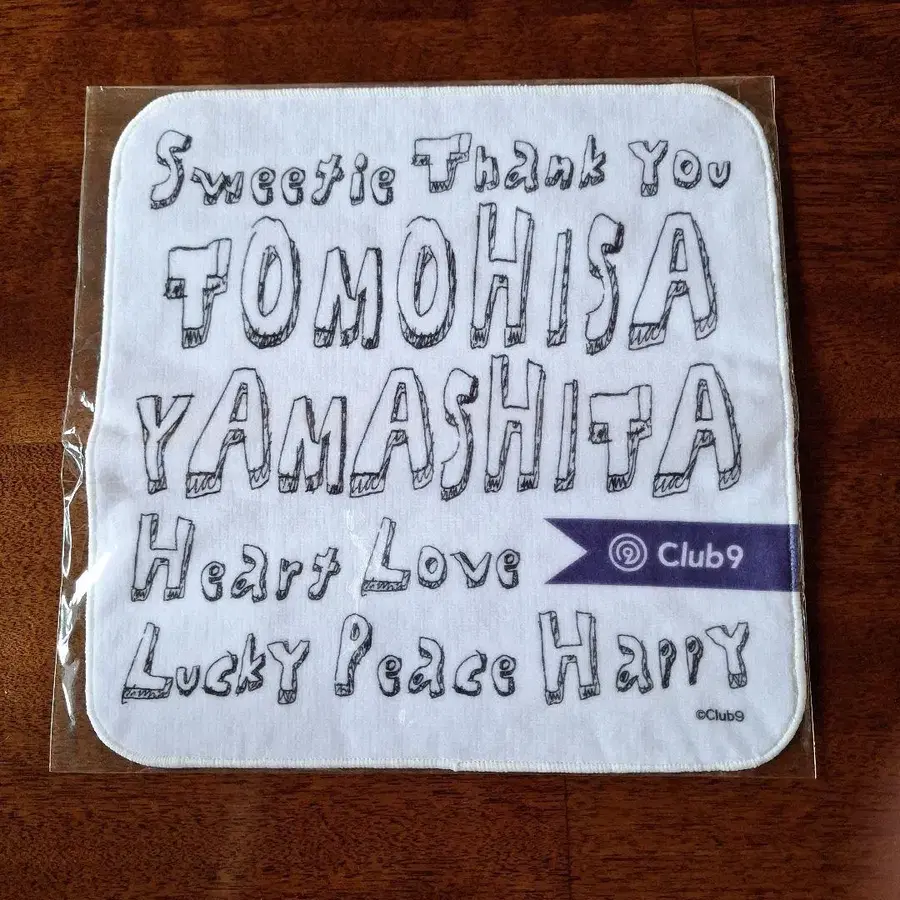 Sweetie Thank You
TOMOHISA
YAMASHITA
Heart Love
Club9
Lucky Peace Happy
©Club9